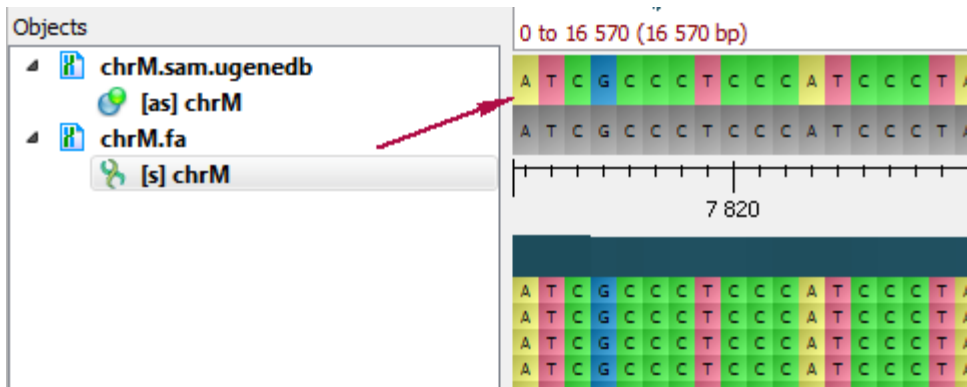 Objects
chrM.sam.ugenedb
[as] chrM
chrM.fa
[s] chrM
0 to 16 570 (16 570 bp)
A T C G C C C T C C C A T C C C T A
A T C G C C C T C C C A T C C C T A
7 820
A T C G C C C T C C C A T C C C T A
A T C G C C C T C C C A T C C C T A
A T C G C C C T C C C A T C C C T A
A T C G C C C T C C C A T C C C T A